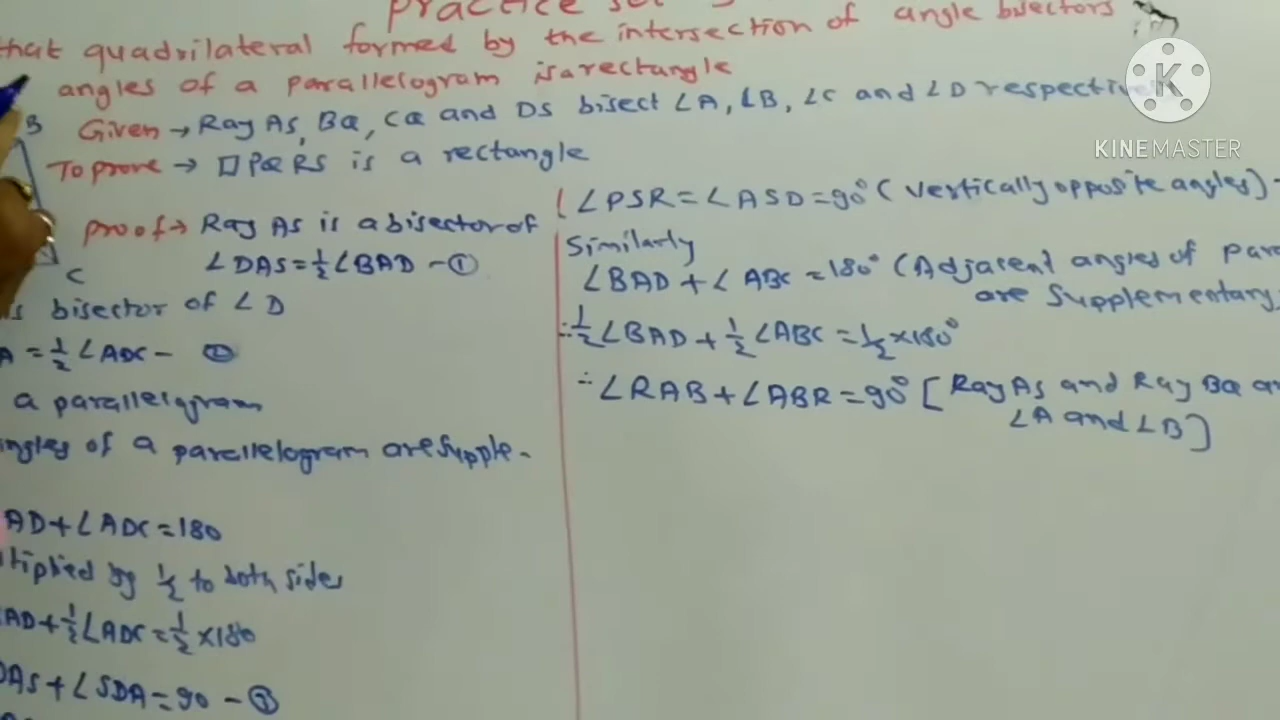 Practice set
that quadrilateral formed by the intersection of angle bisectors
angles of a parallelogram is a rectangle
Given → Ray AS, BQ, CQ and DS bisect ∠A, ∠B, ∠C and ∠D
B
To prove → □PQRS is a rectangle
Proof → Ray AS is a bisector of
∠DAS = 1/2 ∠BAD - ①
C
bisector of ∠D
A = 1/2 ∠ADC - ②
a parallelogram
angles of a parallelogram are supple.
AD + ∠ADC = 180
by 1/2 to both sides
AD + 1/2 ∠ADC = 1/2 × 180
DAS + ∠SDA = 90 - ③
∠PSR = ∠ASD = 90° (Vertically opposite angles)
Similarly
∠BAD + ∠ABC = 180° (Adjacent angles of para
are supplementary
∴ 1/2 ∠BAD + 1/2 ∠ABC = 1/2 × 180°
∴ ∠RAB + ∠ABR = 90° [Ray AS and Ray BQ
∠A and ∠B]
K
KINEMASTER